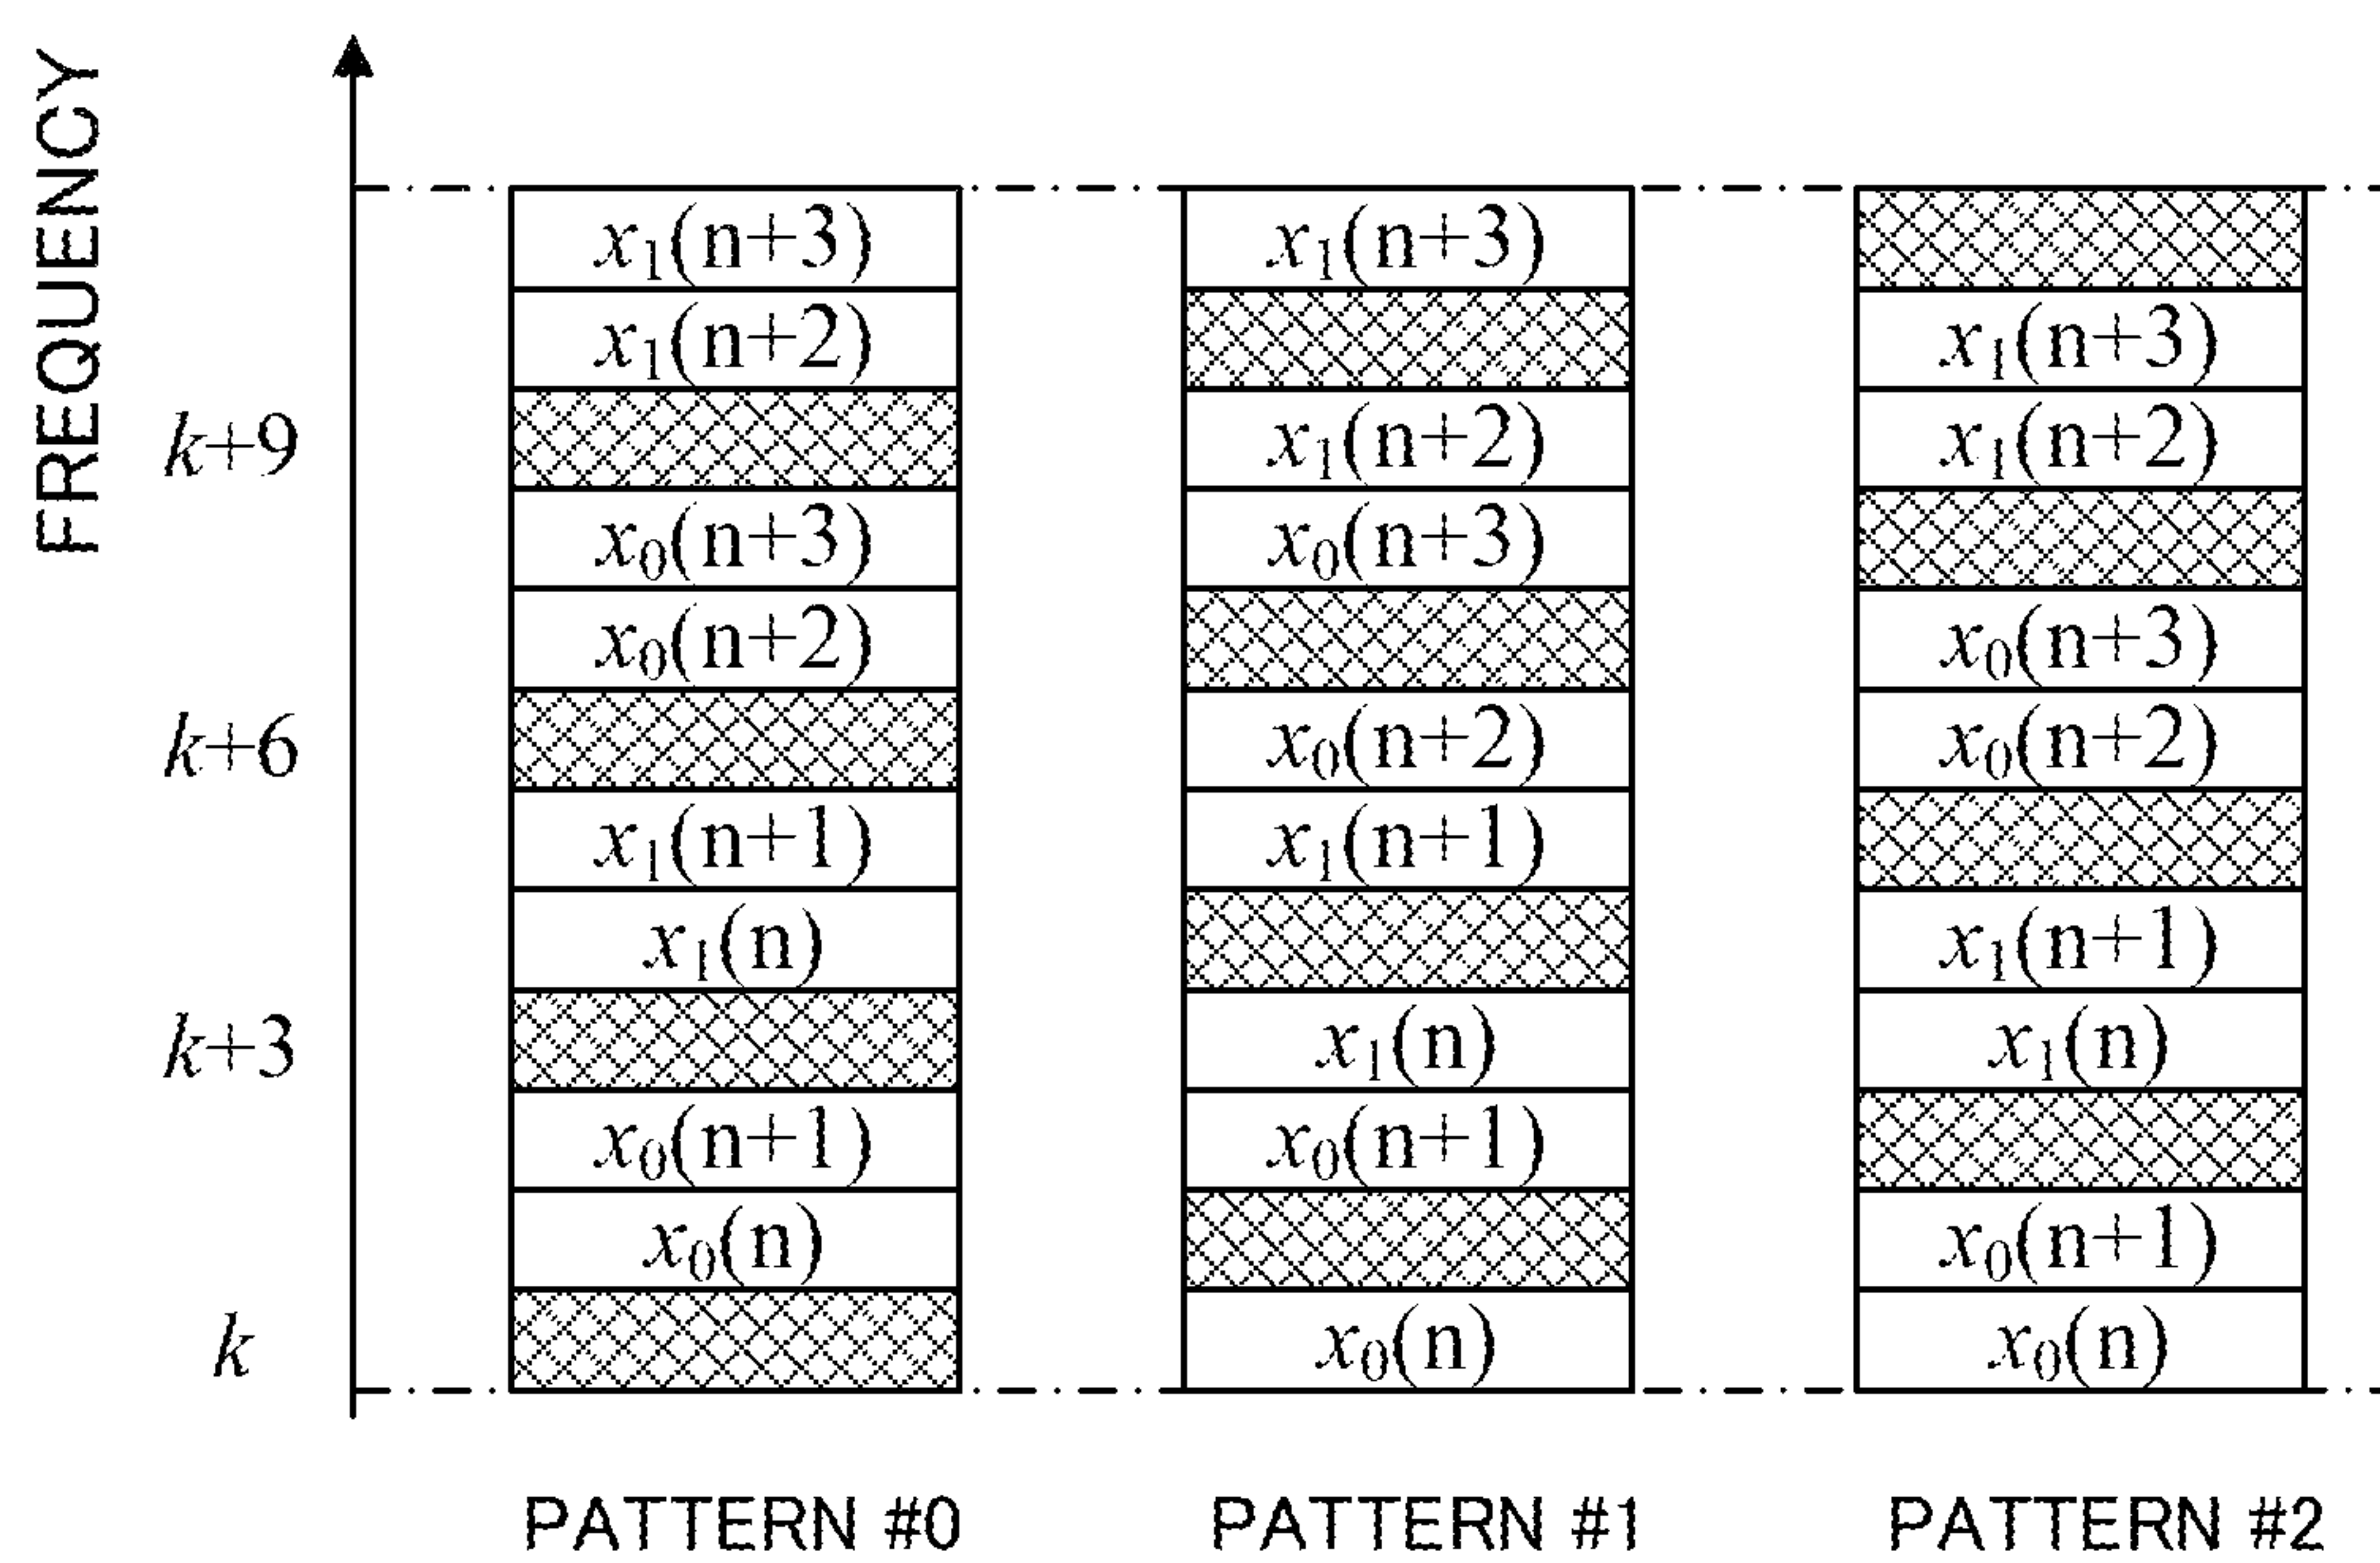 FREQUENCY
x₁(n+3) x₁(n+3)
x₁(n+2) x₁(n+3)
k+9 x₁(n+2) x₁(n+2)
x₀(n+3) x₀(n+3)
x₀(n+2) x₀(n+3)
k+6 x₀(n+2) x₀(n+2)
x₁(n+1) x₁(n+1)
x₁(n) x₁(n+1)
k+3 x₁(n) x₁(n)
x₀(n+1) x₀(n+1)
x₀(n) x₀(n+1)
k x₀(n) x₀(n)
PATTERN #0 PATTERN #1 PATTERN #2